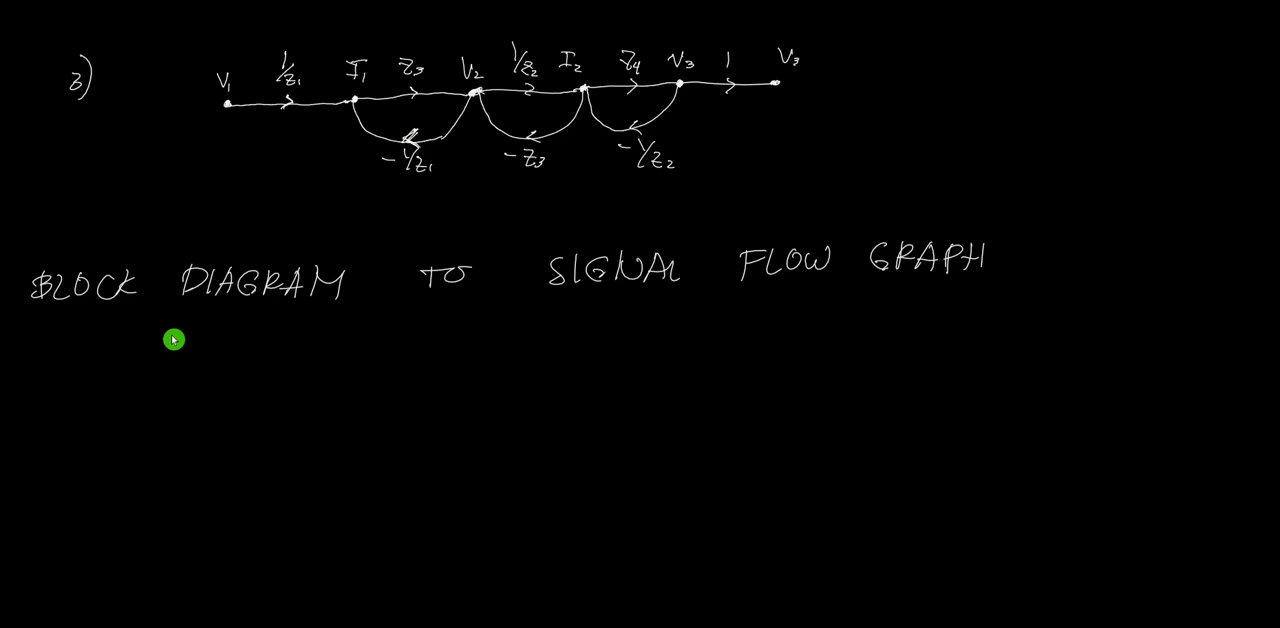 3)
V₁ 1/Z₁ I₁ Z₃ V₂ 1/Z₂ I₂ Z₄ V₃ 1 V₃
-1/Z₁ -Z₃ -1/Z₂
BLOCK DIAGRAM TO SIGNAL FLOW GRAPH